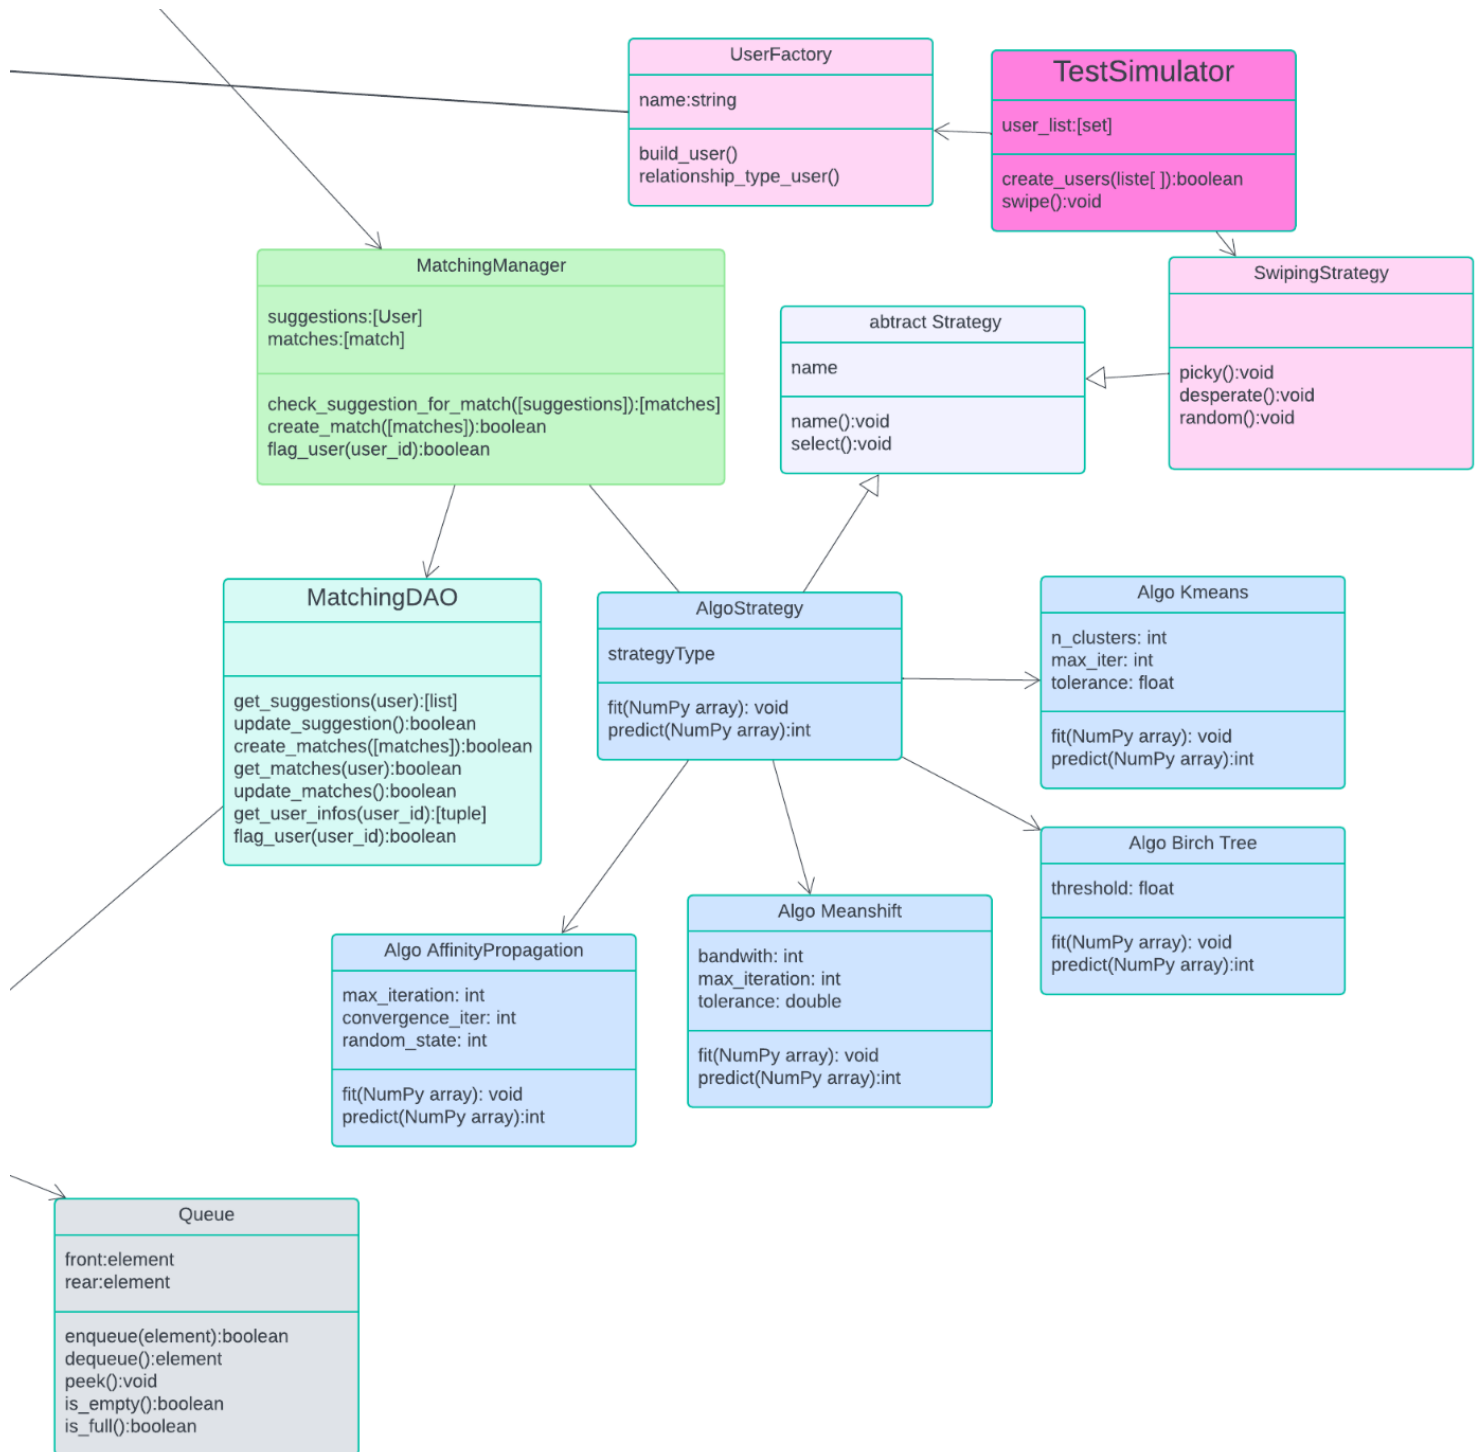 UserFactory
name:string
build_user()
relationship_type_user()
TestSimulator
user_list:[set]
create_users(liste[ ]):boolean
swipe():void
MatchingManager
suggestions:[User]
matches:[match]
check_suggestion_for_match([suggestions]):[matches]
create_match([matches]):boolean
flag_user(user_id):boolean
abtract Strategy
name
name():void
select():void
SwipingStrategy
picky():void
desperate():void
random():void
MatchingDAO
get_suggestions(user):[list]
update_suggestion():boolean
create_matches([matches]):boolean
get_matches(user):boolean
update_matches():boolean
get_user_infos(user_id):[tuple]
flag_user(user_id):boolean
AlgoStrategy
strategyType
fit(NumPy array): void
predict(NumPy array):int
Algo Kmeans
n_clusters: int
max_iter: int
tolerance: float
fit(NumPy array): void
predict(NumPy array):int
Algo Birch Tree
threshold: float
fit(NumPy array): void
predict(NumPy array):int
Algo Meanshift
bandwith: int
max_iteration: int
tolerance: double
fit(NumPy array): void
predict(NumPy array):int
Algo AffinityPropagation
max_iteration: int
convergence_iter: int
random_state: int
fit(NumPy array): void
predict(NumPy array):int
Queue
front:element
rear:element
enqueue(element):boolean
dequeue():element
peek():void
is_empty():boolean
is_full():boolean